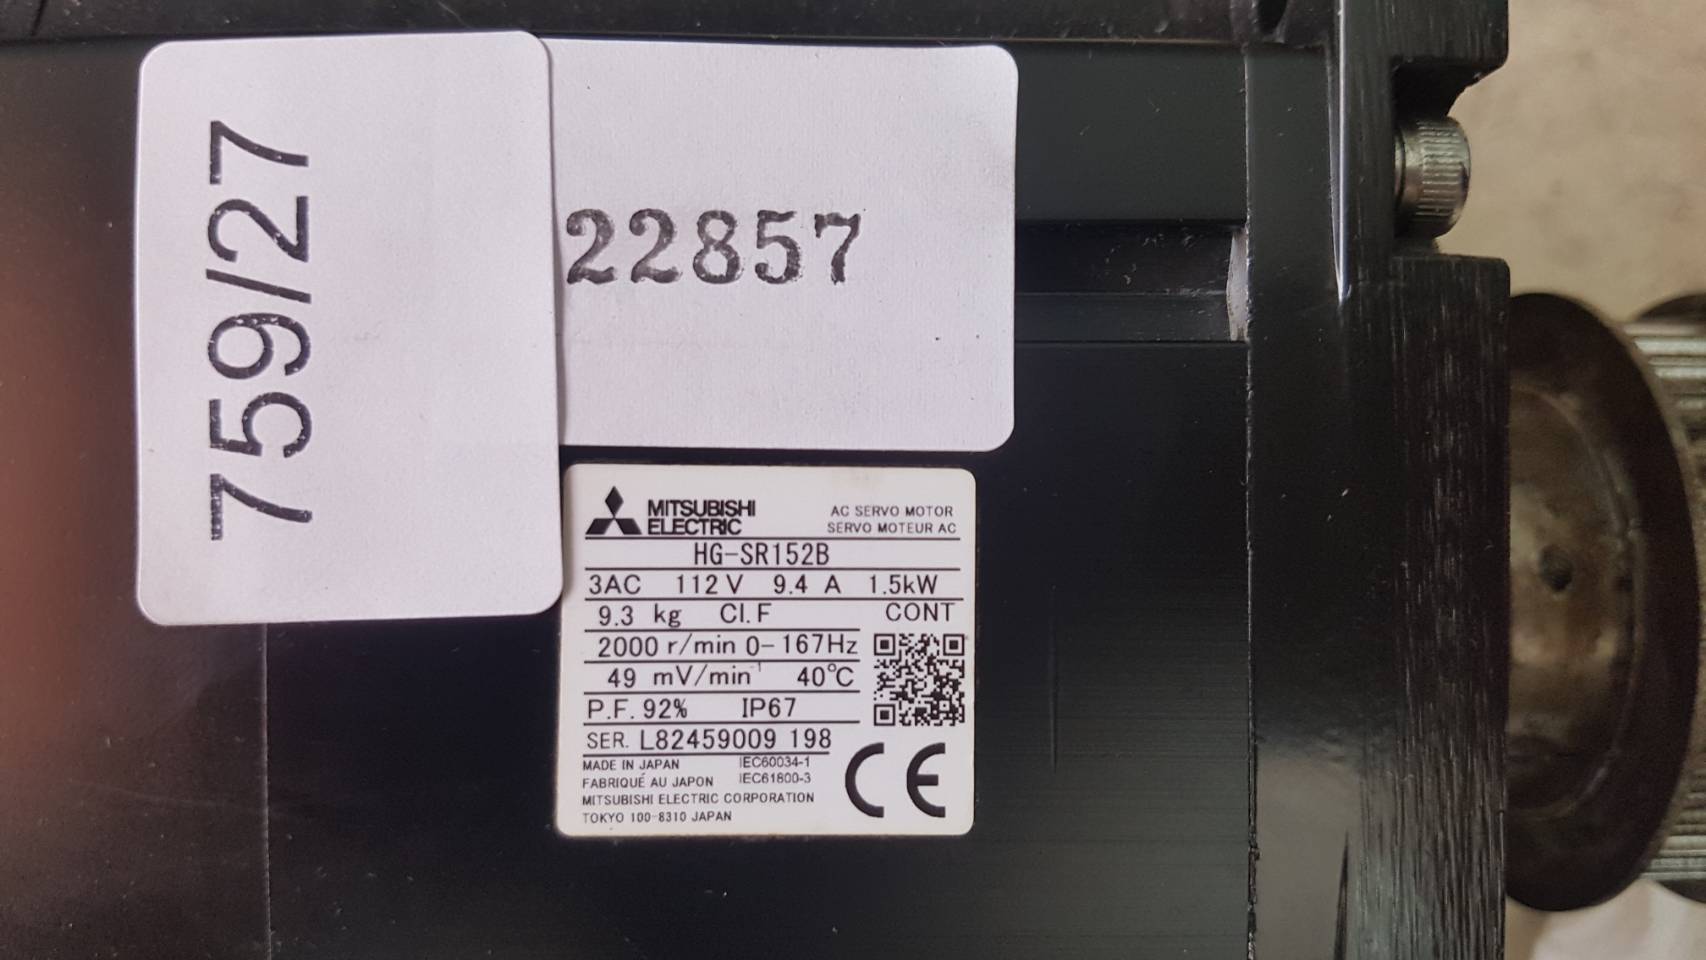 759/27
22857
MITSUBISHI
ELECTRIC
AC SERVO MOTOR
SERVO MOTEUR AC
HG-SR152B
3AC 112 V 9.4 A 1.5kW
9.3 kg Cl.F CONT
2000 r/min 0-167Hz
49 mV/min⁻¹ 40℃
P.F. 92% IP67
SER. L82459009 198
MADE IN JAPAN IEC60034-1
FABRIQUÉ AU JAPON IEC61800-3
MITSUBISHI ELECTRIC CORPORATION
TOKYO 100-8310 JAPAN
CE